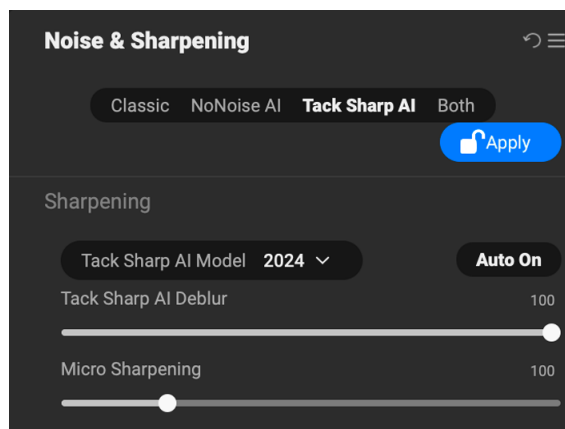 Noise & Sharpening
Classic NoNoise AI Tack Sharp AI Both
Apply
Sharpening
Tack Sharp AI Model 2024 Auto On
Tack Sharp AI Deblur 100
Micro Sharpening 100